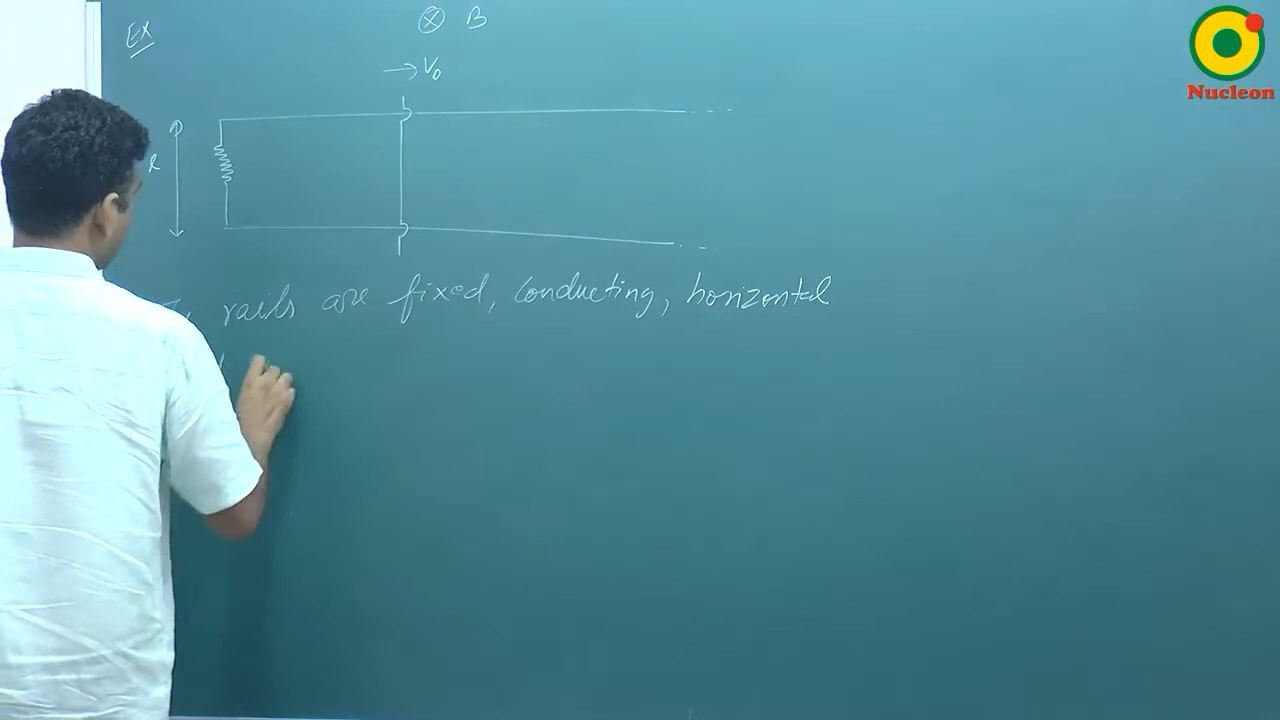 Ex
⊗ B
→ V₀
l
rails are fixed, conducting, horizontal
Nucleon